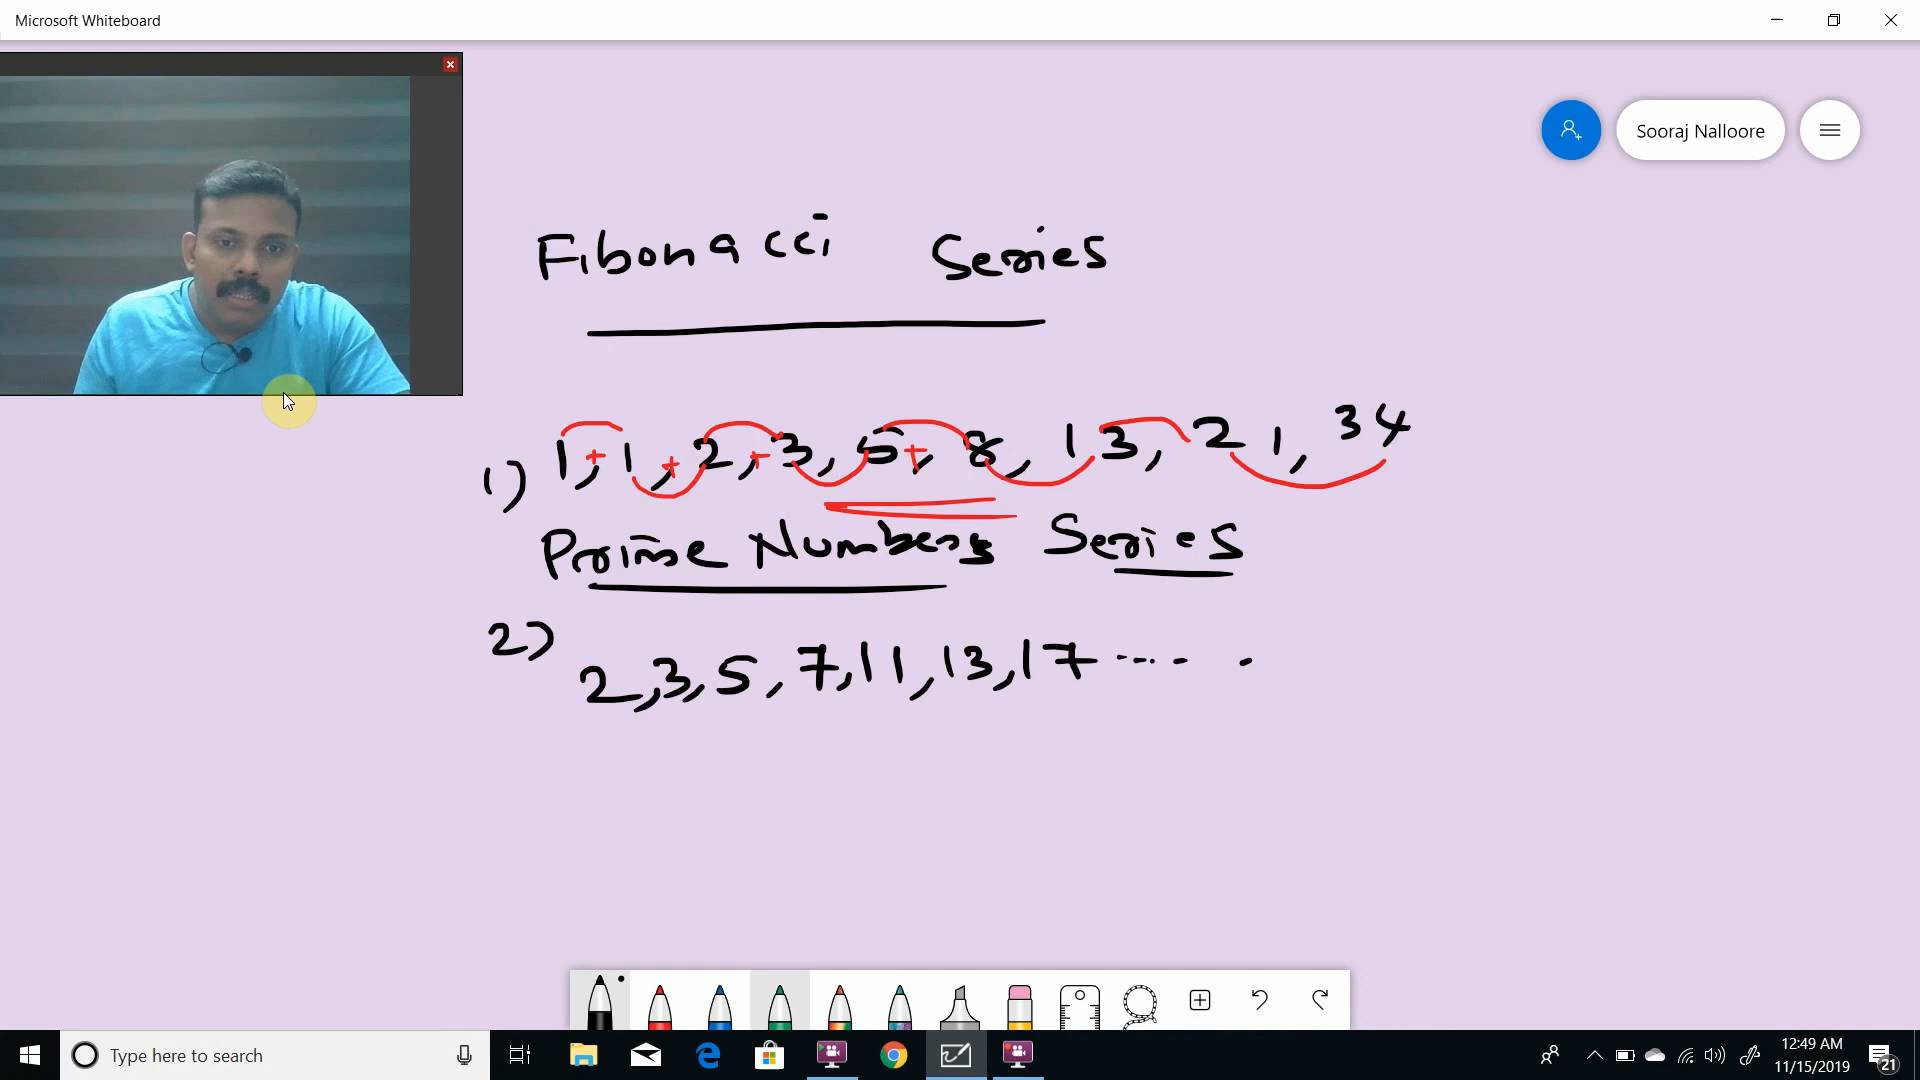 Microsoft Whiteboard
Sooraj Nalloore
Fibonacci Series
1) 1, + 1, + 2, + 3, 5 +, 8, 13, 21, 34
Prime Numbers Series
2) 2,3,5,7,11,13,17.... .
Type here to search
12:49 AM
11/15/2019
21